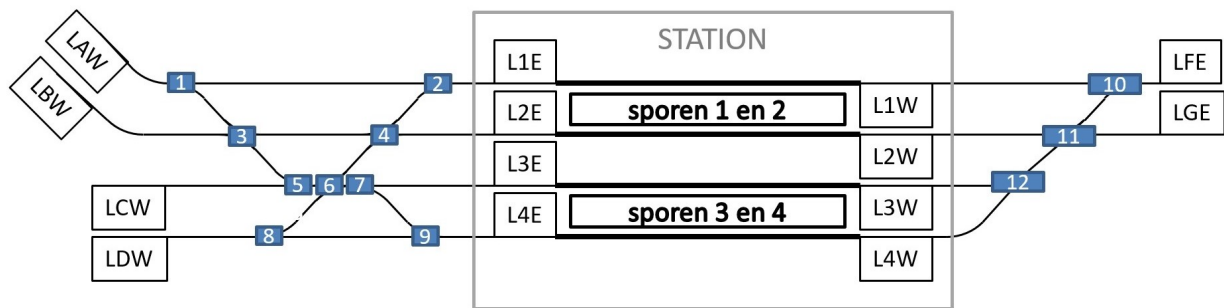 STATION
LAW
LBW
1
2
L1E
LFE
10
L2E
sporen 1 en 2
L1W
LGE
3
4
11
L3E
L2W
5 6 7
12
LCW
L4E
sporen 3 en 4
L3W
8
9
LDW
L4W